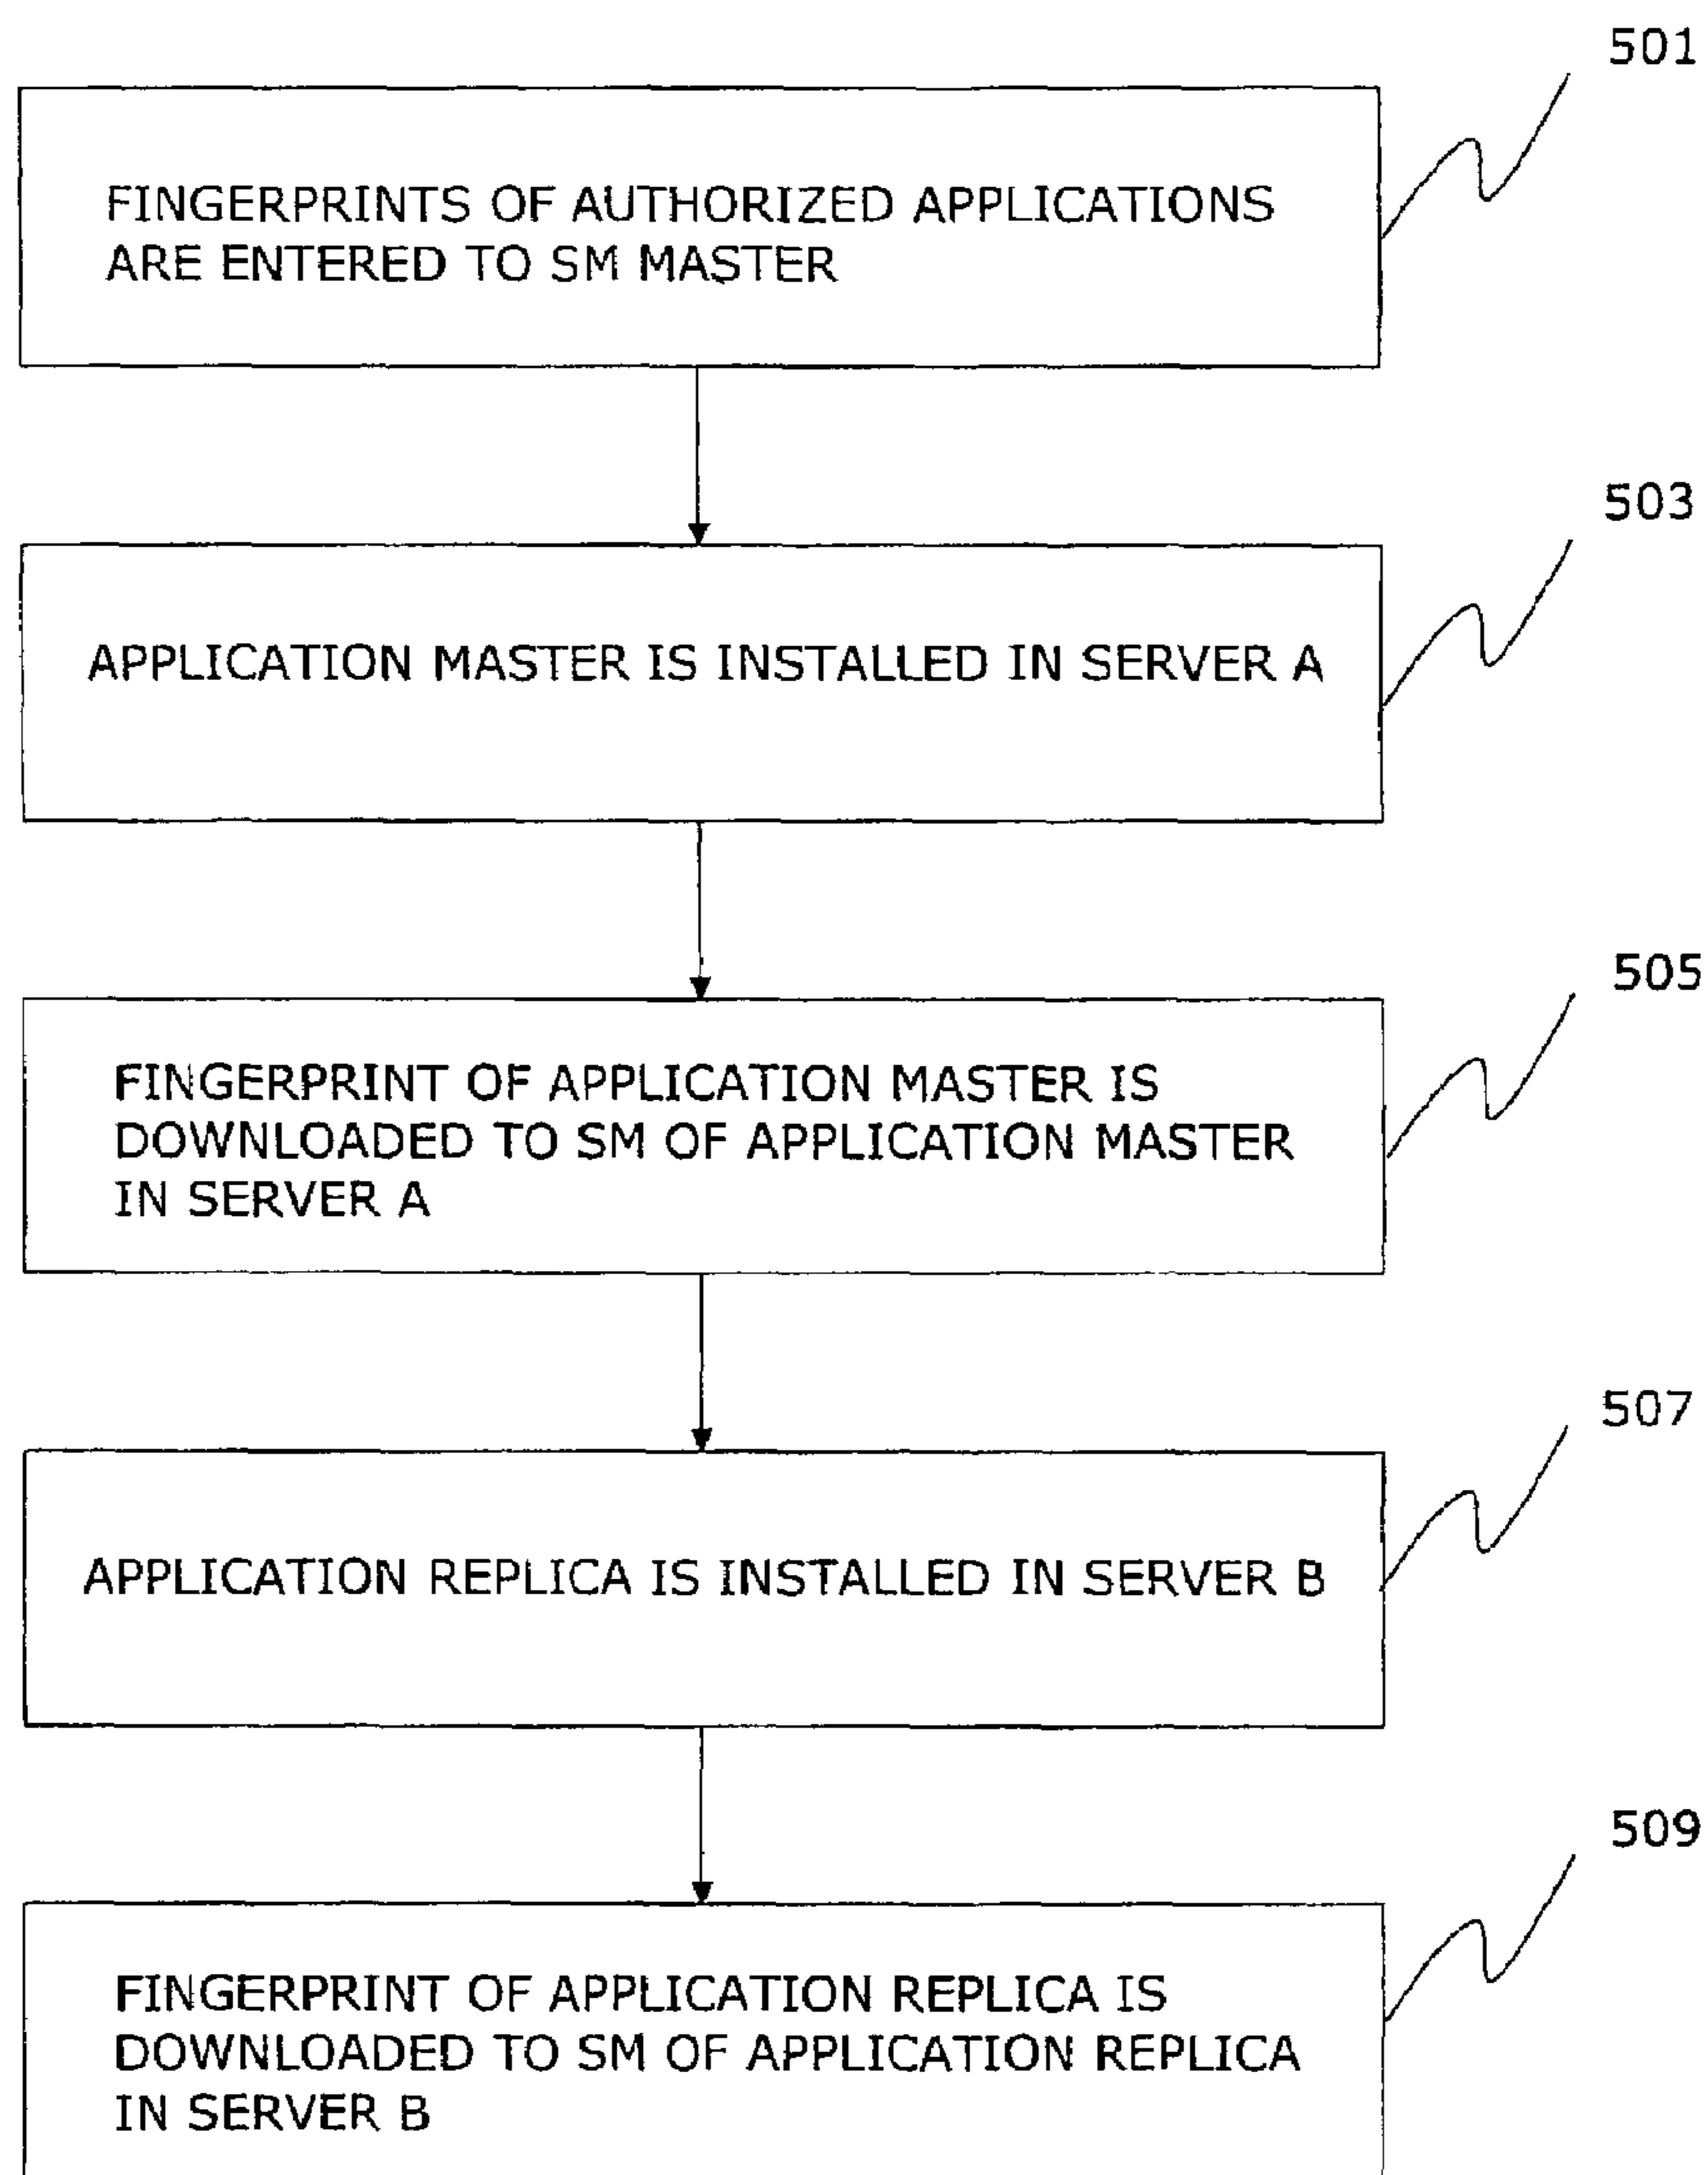 501
FINGERPRINTS OF AUTHORIZED APPLICATIONS
ARE ENTERED TO SM MASTER
503
APPLICATION MASTER IS INSTALLED IN SERVER A
505
FINGERPRINT OF APPLICATION MASTER IS
DOWNLOADED TO SM OF APPLICATION MASTER
IN SERVER A
507
APPLICATION REPLICA IS INSTALLED IN SERVER B
509
FINGERPRINT OF APPLICATION REPLICA IS
DOWNLOADED TO SM OF APPLICATION REPLICA
IN SERVER B